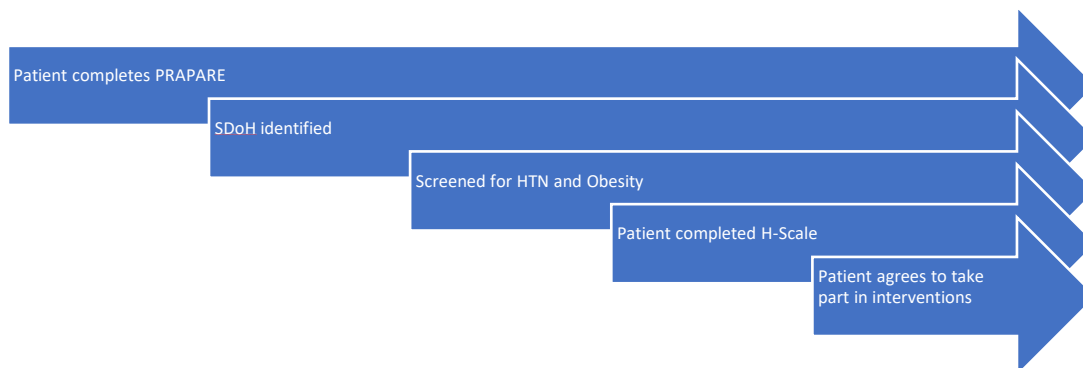 Patient completes PRAPARE
SDoH identified
Screened for HTN and Obesity
Patient completed H-Scale
Patient agrees to take
part in interventions